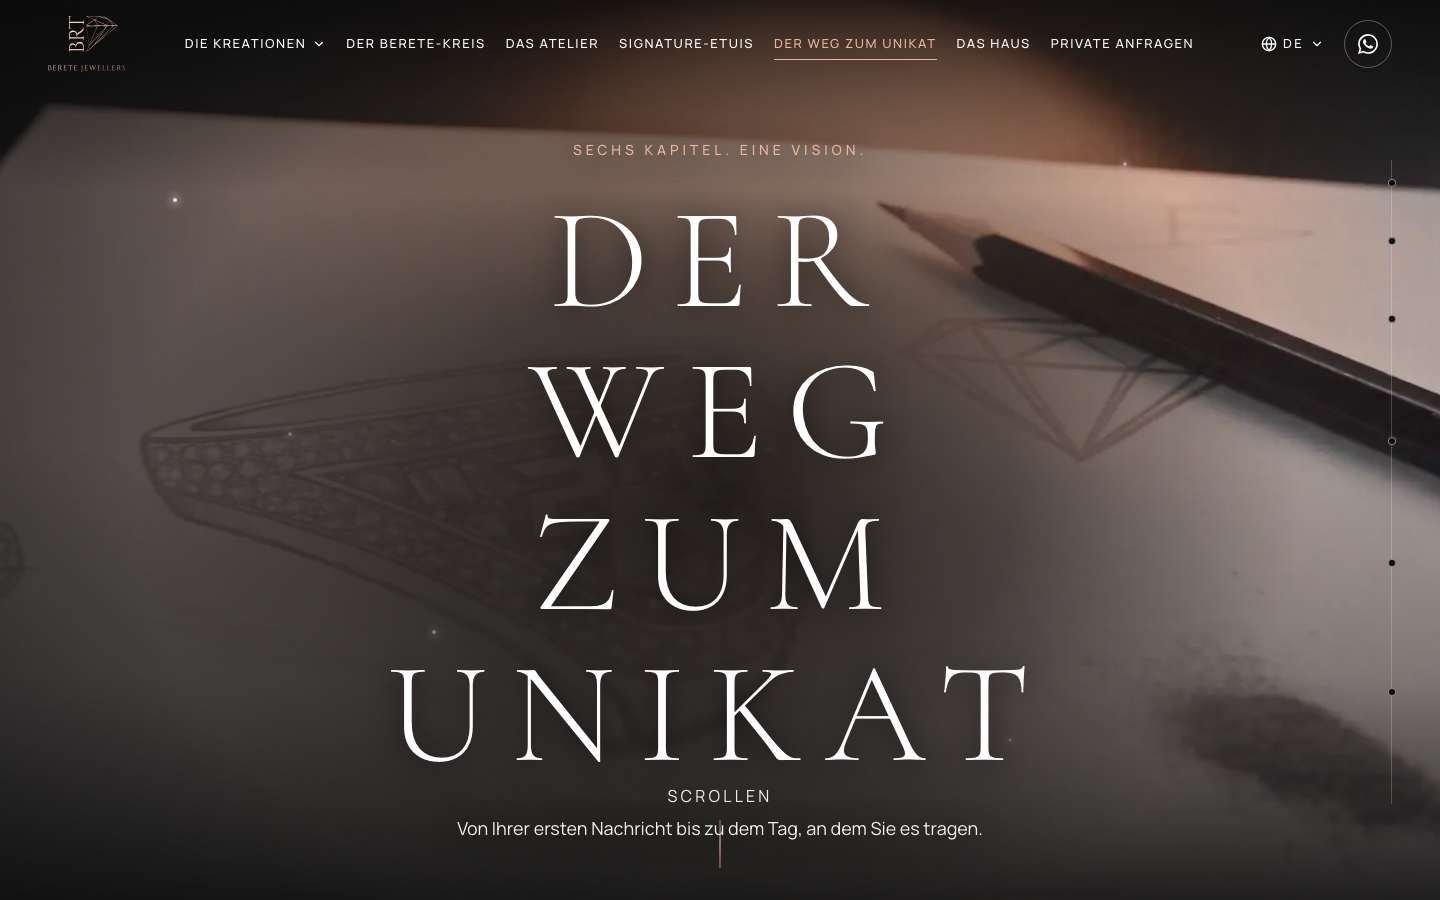 BRT
BERETE JEWELLERS
DIE KREATIONEN
DER BERETE-KREIS
DAS ATELIER
SIGNATURE-ETUIS
DER WEG ZUM UNIKAT
DAS HAUS
PRIVATE ANFRAGEN
DE
SECHS KAPITEL. EINE VISION.
DER
WEG
ZUM
UNIKAT
SCROLLEN
Von Ihrer ersten Nachricht bis zu dem Tag, an dem Sie es tragen.